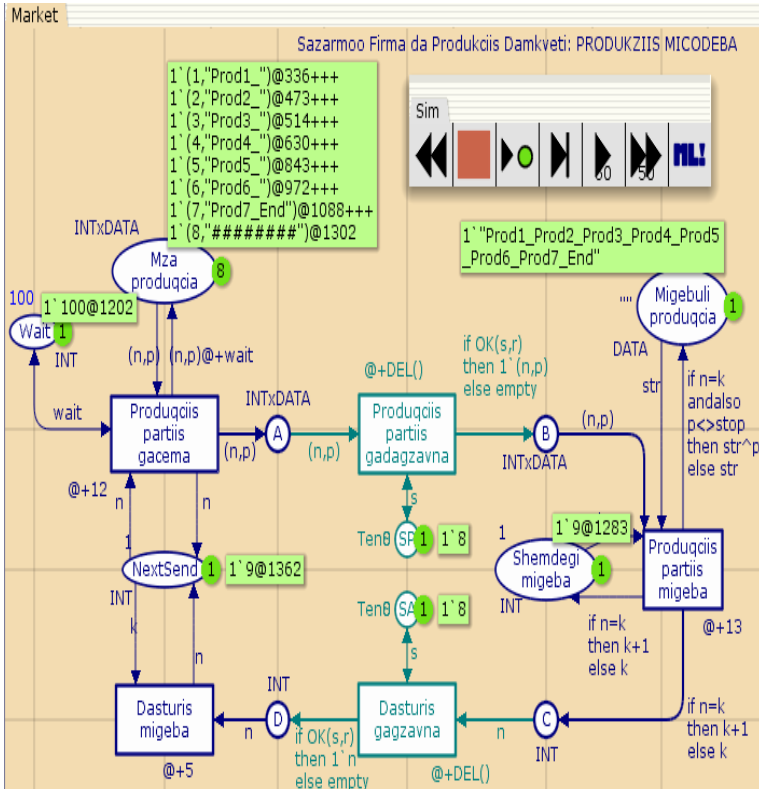 Market
Sazarmoo Firma da Produkciis Damkveti: PRODUKZIIS MICODEBA
1`(1,"Prod1_")@336+++
1`(2,"Prod2_")@473+++
1`(3,"Prod3_")@514+++
1`(4,"Prod4_")@630+++
1`(5,"Prod5_")@843+++
1`(6,"Prod6_")@972+++
1`(7,"Prod7_End")@1088+++
1`(8,"########")@1302
Sim
ML!
INTxDATA
Mza
produqcia
8
1`"Prod1_Prod2_Prod3_Prod4_Prod5
_Prod6_Prod7_End"
100
1`100@1202
Wait
1
INT
""
Migebuli
produqcia
1
DATA
(n,p)
(n,p)@+wait
@+DEL()
if OK(s,r)
then 1`(n,p)
else empty
str
if n=k
andalso
p<>stop
then str^p
else str
wait
Produqciis
partiis
gacema
@+12
INTxDATA
(n,p)
A
(n,p)
Produqciis
partiis
gadagzavna
B
INTxDATA
(n,p)
n
n
s
Ten0
SP
1
1`8
1
NextSend
1
1`9@1362
INT
1
Shemdegi
migeba
1
1`9@1283
INT
Produqciis
partiis
migeba
@+13
Ten0
SA
1
1`8
k
n
s
if n=k
then k+1
else k
Dasturis
migeba
@+5
n
INT
D
if OK(s,r)
then 1`n
else empty
Dasturis
gagzavna
@+DEL()
n
C
INT
if n=k
then k+1
else k